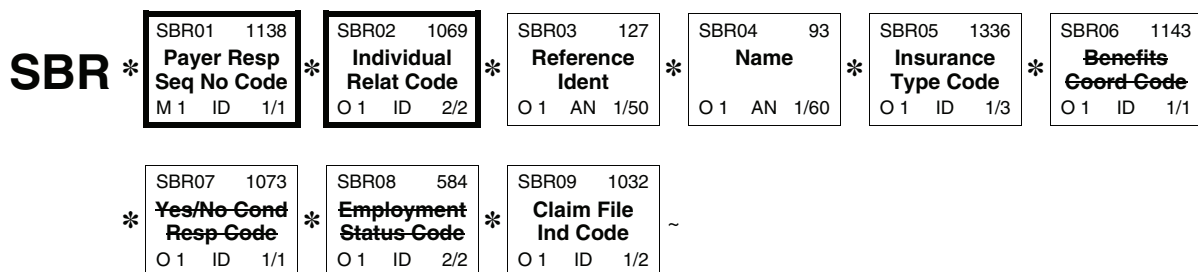 SBR01 1138 SBR02 1069 SBR03 127 SBR04 93 SBR05 1336 SBR06 1143
SBR * Payer Resp * Individual * Reference * Name * Insurance * Benefits
Seq No Code Relat Code Ident Type Code Coord Code
M 1 ID 1/1 O 1 ID 2/2 O 1 AN 1/50 O 1 AN 1/60 O 1 ID 1/3 O 1 ID 1/1
SBR07 1073 SBR08 584 SBR09 1032
* Yes/No Cond * Employment * Claim File ~
Resp Code Status Code Ind Code
O 1 ID 1/1 O 1 ID 2/2 O 1 ID 1/2